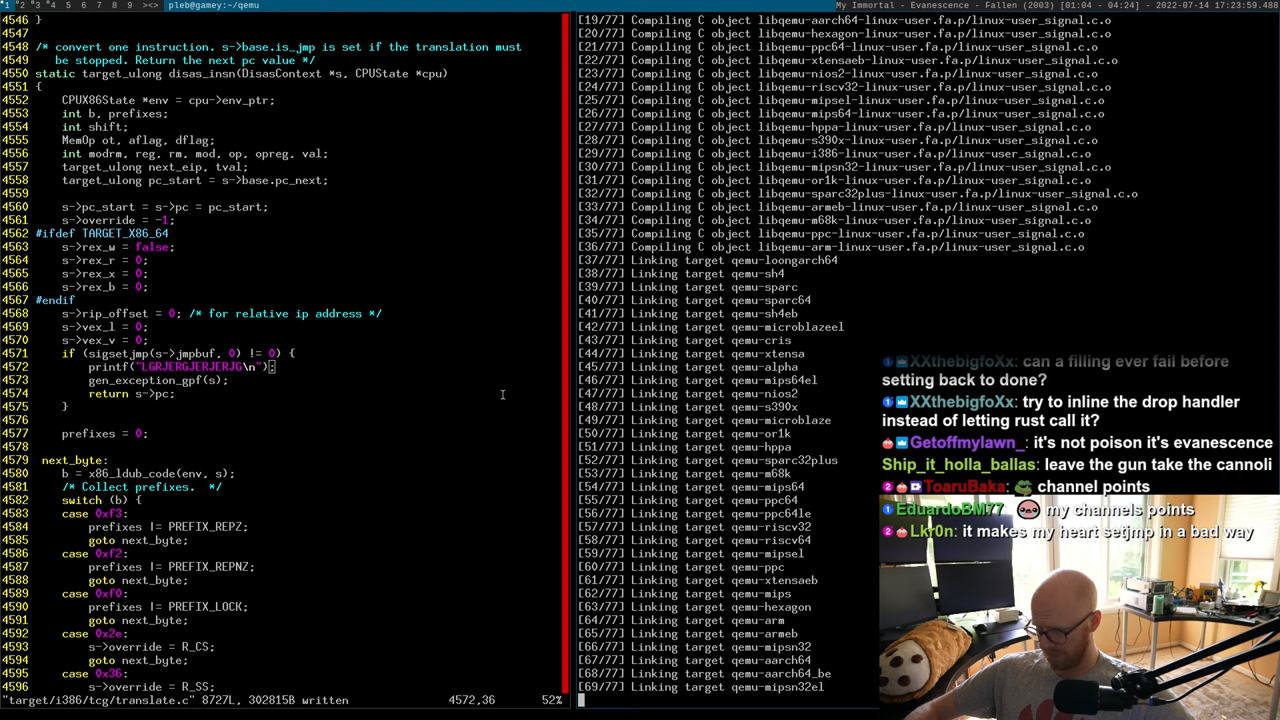 1 2 3 4 5 6 7 8 9 ><> pleb@gamey:~/qemu
My Immortal - Evanescence - Fallen (2003) [01:04 - 04:24] - 2022-07-14 17:23:59.488
4546 }
4547
4548 /* convert one instruction. s->base.is_jmp is set if the translation must
4549    be stopped. Return the next pc value */
4550 static target_ulong disas_insn(DisasContext *s, CPUState *cpu)
4551 {
4552     CPUX86State *env = cpu->env_ptr;
4553     int b, prefixes;
4554     int shift;
4555     MemOp ot, aflag, dflag;
4556     int modrm, reg, rm, mod, op, opreg, val;
4557     target_ulong next_eip, tval;
4558     target_ulong pc_start = s->base.pc_next;
4559
4560     s->pc_start = s->pc = pc_start;
4561     s->override = -1;
4562 #ifdef TARGET_X86_64
4563     s->rex_w = false;
4564     s->rex_r = 0;
4565     s->rex_x = 0;
4566     s->rex_b = 0;
4567 #endif
4568     s->rip_offset = 0; /* for relative ip address */
4569     s->vex_l = 0;
4570     s->vex_v = 0;
4571     if (sigsetjmp(s->jmpbuf, 0) != 0) {
4572         printf("LGRJERGJERJERJG\n");
4573         gen_exception_gpf(s);
4574         return s->pc;
4575     }
4576
4577     prefixes = 0;
4578
4579  next_byte:
4580     b = x86_ldub_code(env, s);
4581     /* Collect prefixes.  */
4582     switch (b) {
4583     case 0xf3:
4584         prefixes |= PREFIX_REPZ;
4585         goto next_byte;
4586     case 0xf2:
4587         prefixes |= PREFIX_REPNZ;
4588         goto next_byte;
4589     case 0xf0:
4590         prefixes |= PREFIX_LOCK;
4591         goto next_byte;
4592     case 0x2e:
4593         s->override = R_CS;
4594         goto next_byte;
4595     case 0x36:
4596         s->override = R_SS;
"target/i386/tcg/translate.c" 8727L, 302815B written 4572,36 52%
[19/77] Compiling C object libqemu-aarch64-linux-user.fa.p/linux-user_signal.c.o
[20/77] Compiling C object libqemu-hexagon-linux-user.fa.p/linux-user_signal.c.o
[21/77] Compiling C object libqemu-ppc64-linux-user.fa.p/linux-user_signal.c.o
[22/77] Compiling C object libqemu-xtensaeb-linux-user.fa.p/linux-user_signal.c.o
[23/77] Compiling C object libqemu-nios2-linux-user.fa.p/linux-user_signal.c.o
[24/77] Compiling C object libqemu-riscv32-linux-user.fa.p/linux-user_signal.c.o
[25/77] Compiling C object libqemu-mipsel-linux-user.fa.p/linux-user_signal.c.o
[26/77] Compiling C object libqemu-mips64-linux-user.fa.p/linux-user_signal.c.o
[27/77] Compiling C object libqemu-hppa-linux-user.fa.p/linux-user_signal.c.o
[28/77] Compiling C object libqemu-s390x-linux-user.fa.p/linux-user_signal.c.o
[29/77] Compiling C object libqemu-i386-linux-user.fa.p/linux-user_signal.c.o
[30/77] Compiling C object libqemu-mipsn32-linux-user.fa.p/linux-user_signal.c.o
[31/77] Compiling C object libqemu-or1k-linux-user.fa.p/linux-user_signal.c.o
[32/77] Compiling C object libqemu-sparc32plus-linux-user.fa.p/linux-user_signal.c.o
[33/77] Compiling C object libqemu-armeb-linux-user.fa.p/linux-user_signal.c.o
[34/77] Compiling C object libqemu-m68k-linux-user.fa.p/linux-user_signal.c.o
[35/77] Compiling C object libqemu-ppc-linux-user.fa.p/linux-user_signal.c.o
[36/77] Compiling C object libqemu-arm-linux-user.fa.p/linux-user_signal.c.o
[37/77] Linking target qemu-loongarch64
[38/77] Linking target qemu-sh4
[39/77] Linking target qemu-sparc
[40/77] Linking target qemu-sparc64
[41/77] Linking target qemu-sh4eb
[42/77] Linking target qemu-microblazeel
[43/77] Linking target qemu-cris
[44/77] Linking target qemu-xtensa
[45/77] Linking target qemu-alpha
[46/77] Linking target qemu-mips64el
[47/77] Linking target qemu-nios2
[48/77] Linking target qemu-s390x
[49/77] Linking target qemu-microblaze
[50/77] Linking target qemu-or1k
[51/77] Linking target qemu-hppa
[52/77] Linking target qemu-sparc32plus
[53/77] Linking target qemu-m68k
[54/77] Linking target qemu-mips64
[55/77] Linking target qemu-ppc64
[56/77] Linking target qemu-ppc64le
[57/77] Linking target qemu-riscv32
[58/77] Linking target qemu-riscv64
[59/77] Linking target qemu-mipsel
[60/77] Linking target qemu-ppc
[61/77] Linking target qemu-xtensaeb
[62/77] Linking target qemu-mips
[63/77] Linking target qemu-hexagon
[64/77] Linking target qemu-arm
[65/77] Linking target qemu-armeb
[66/77] Linking target qemu-mipsn32
[67/77] Linking target qemu-aarch64
[68/77] Linking target qemu-aarch64_be
[69/77] Linking target qemu-mipsn32el
XXthebigfoXx: can a filling ever fail before
setting back to done?
XXthebigfoXx: try to inline the drop handler
instead of letting rust call it?
Getoffmylawn_: it's not poison it's evanescence
Ship_it_holla_ballas: leave the gun take the cannoli
ToaruBaka: channel points
EduardoBM77 my channels points
Lkr0n: it makes my heart setjmp in a bad way